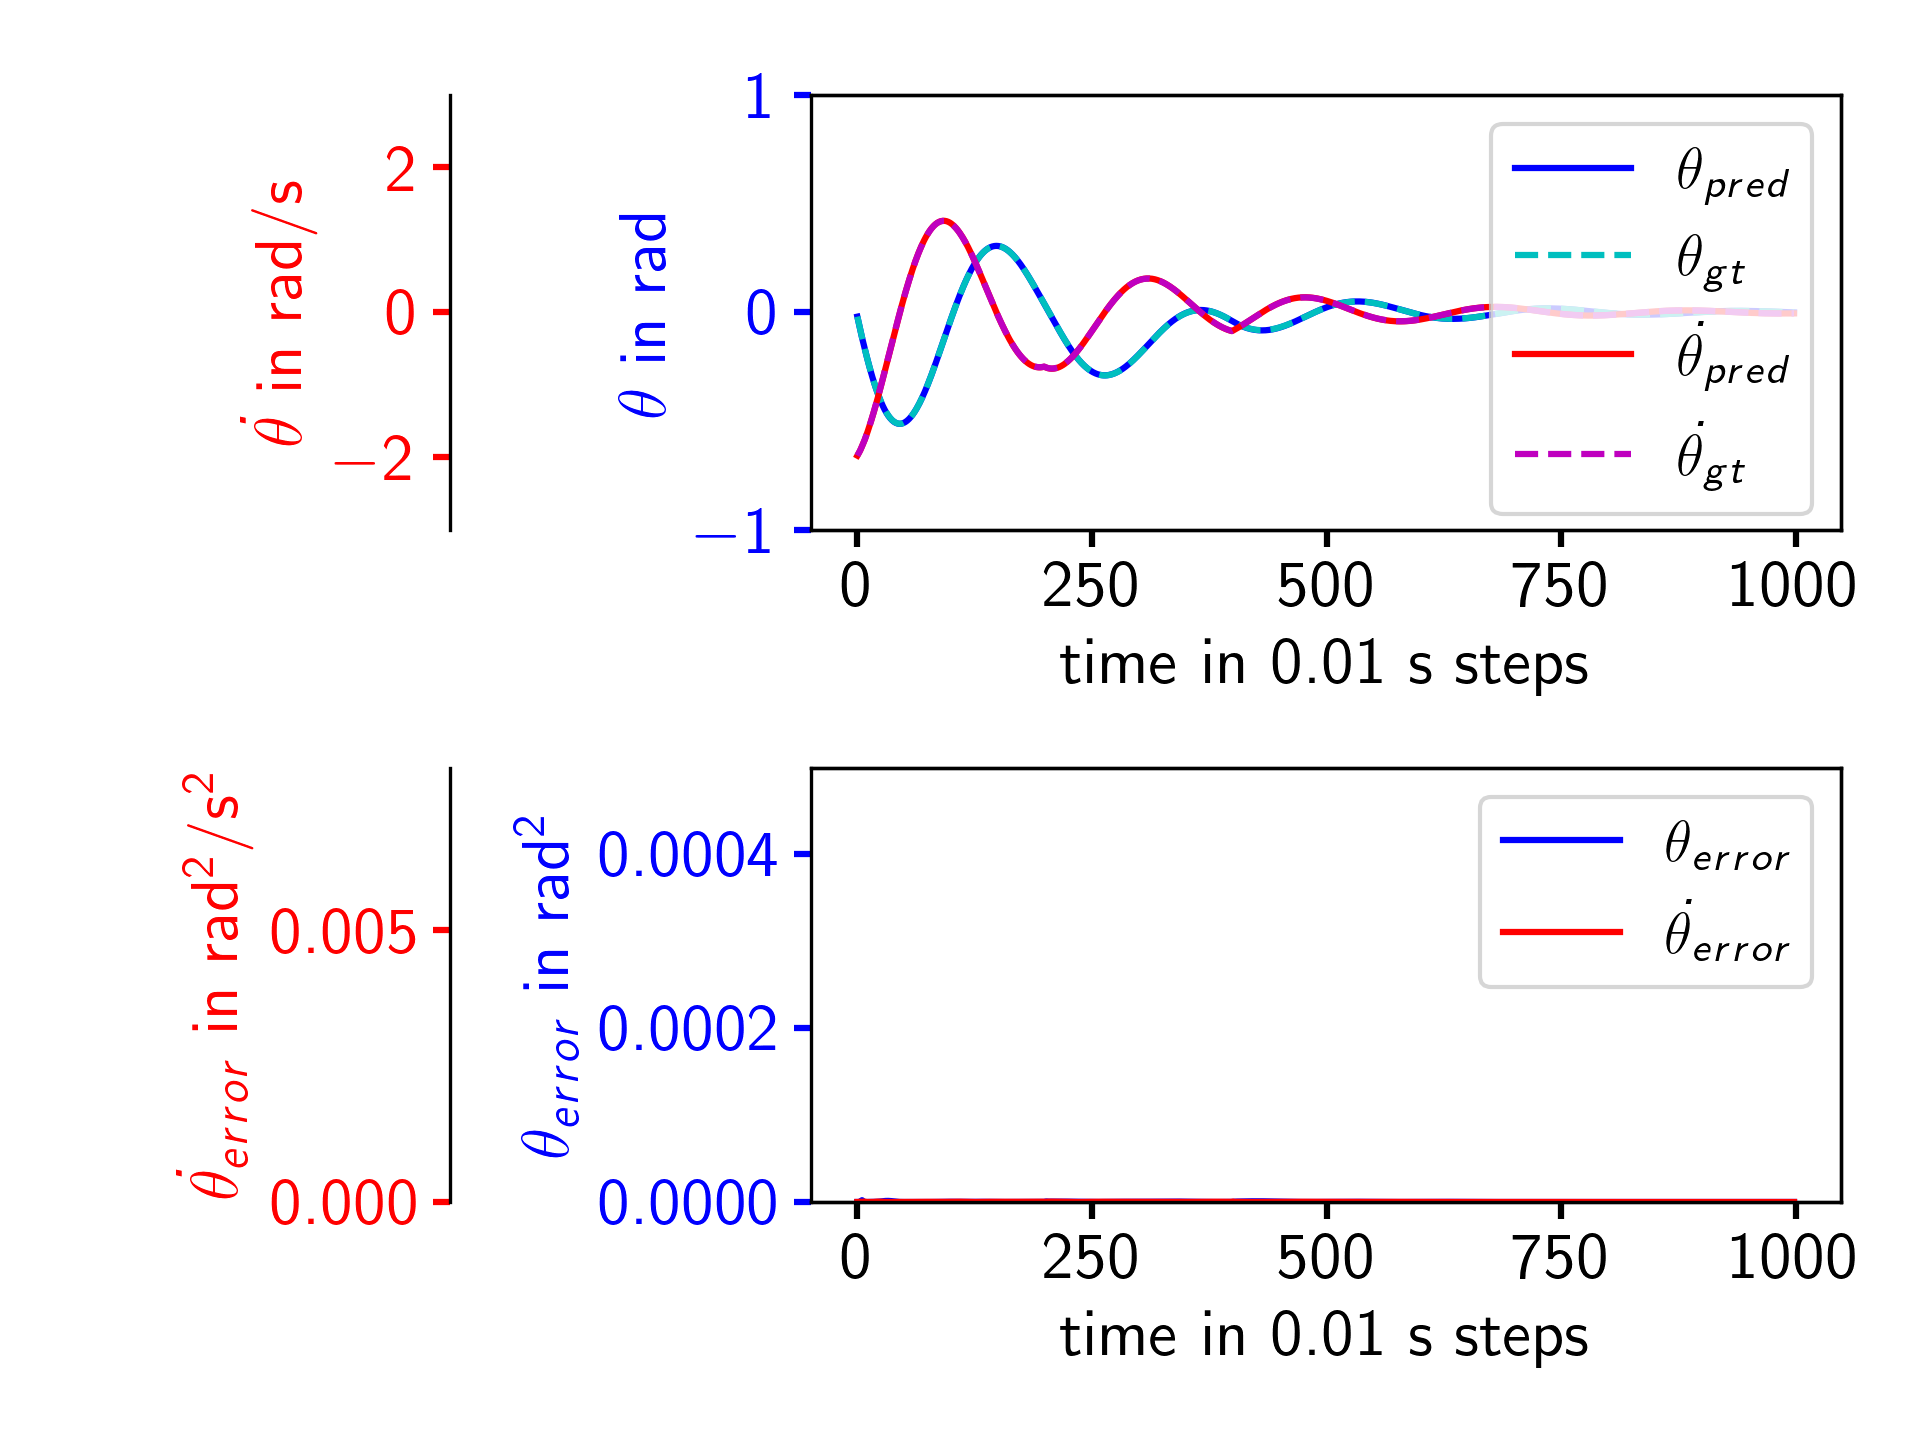 θ̇ in rad/s
2
0
−2
θ in rad
1
0
−1
θ_pred
θ_gt
θ̇_pred
θ̇_gt
0 250 500 750 1000
time in 0.01 s steps
θ̇_error in rad²/s²
0.005
0.000
θ_error in rad²
0.0004
0.0002
0.0000
θ_error
θ̇_error
0 250 500 750 1000
time in 0.01 s steps